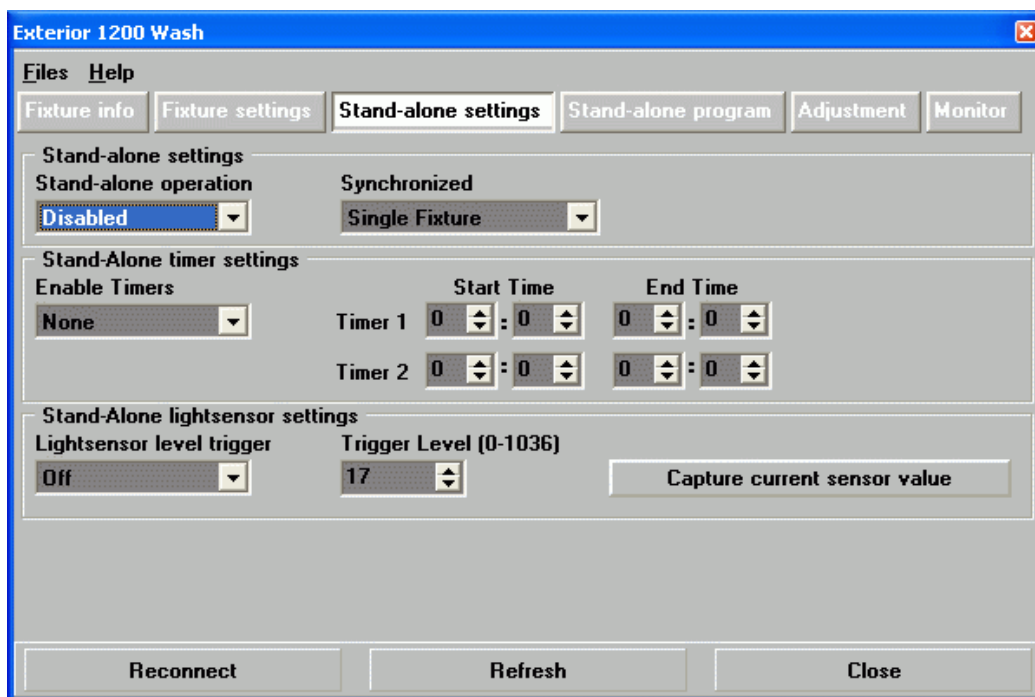 Exterior 1200 Wash
Files Help
Fixture info Fixture settings Stand-alone settings Stand-alone program Adjustment Monitor
Stand-alone settings
Stand-alone operation Synchronized
Disabled Single Fixture
Stand-Alone timer settings
Enable Timers Start Time End Time
None Timer 1 0 : 0 0 : 0
Timer 2 0 : 0 0 : 0
Stand-Alone lightsensor settings
Lightsensor level trigger Trigger Level (0-1036)
Off 17 Capture current sensor value
Reconnect Refresh Close